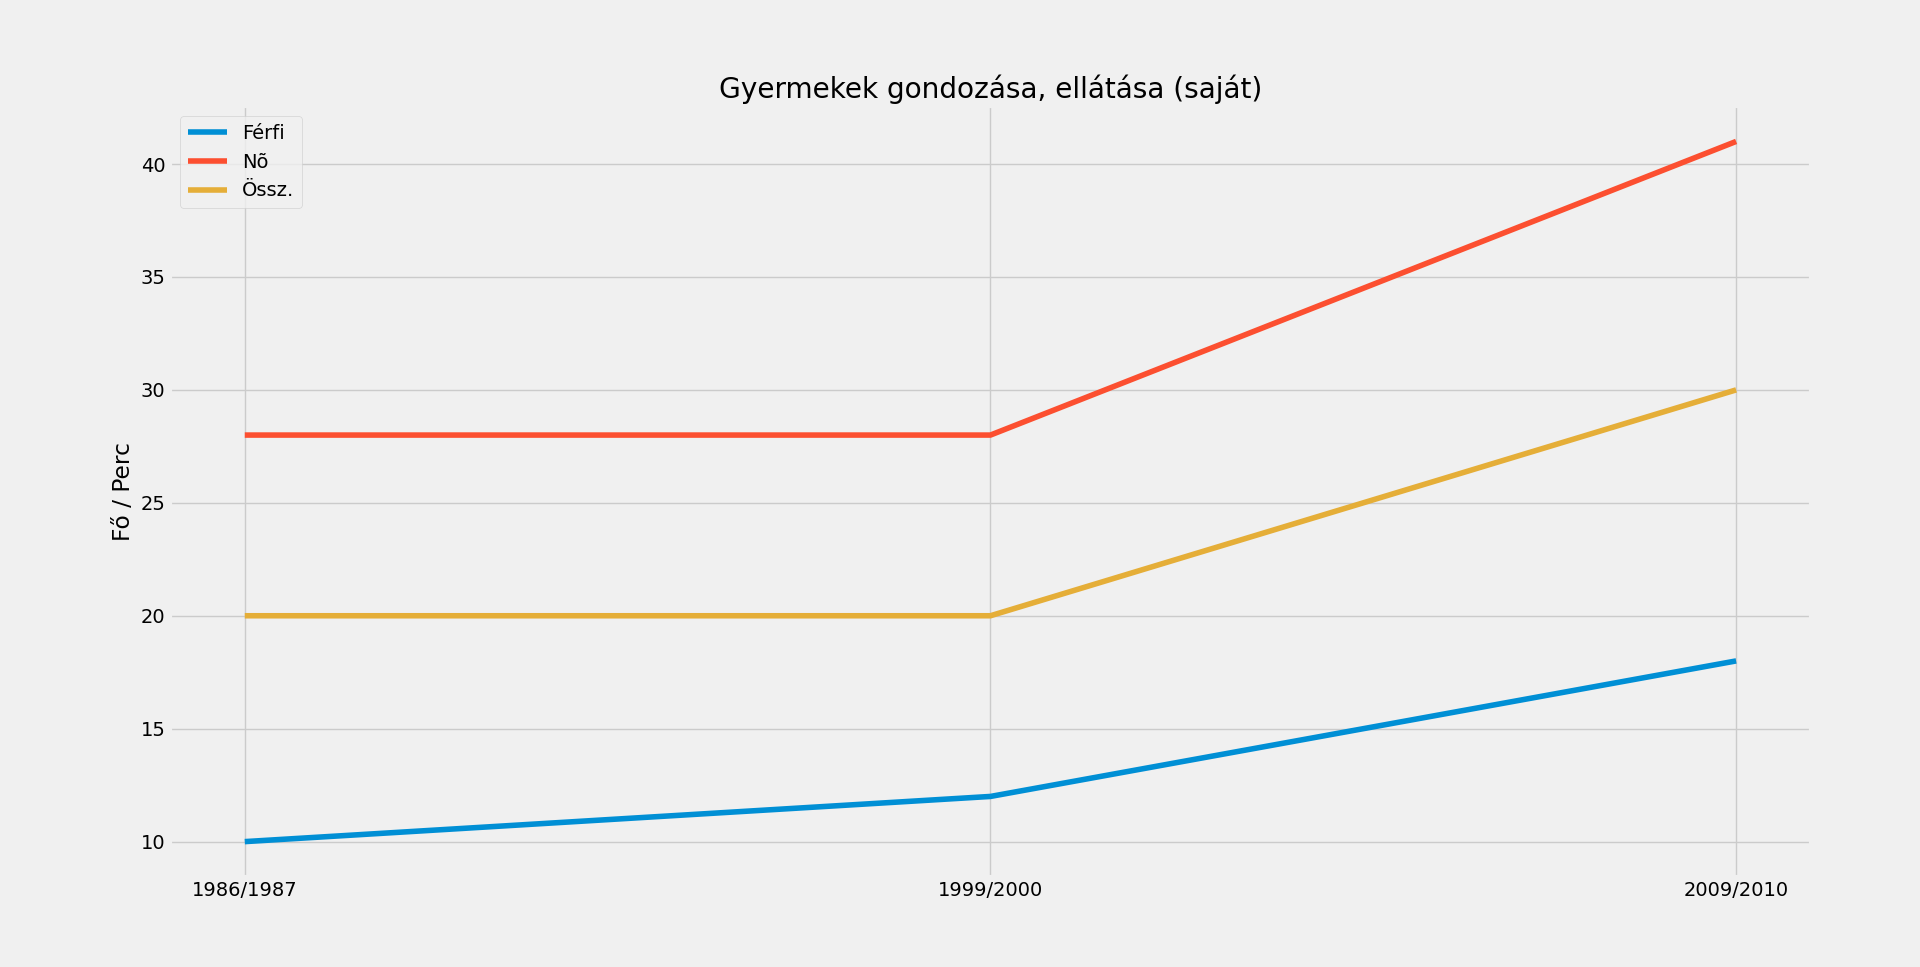 Gyermekek gondozása, ellátása (saját)
Férfi
Nõ
Össz.
40
35
30
25
20
15
10
Fő / Perc
1986/1987
1999/2000
2009/2010